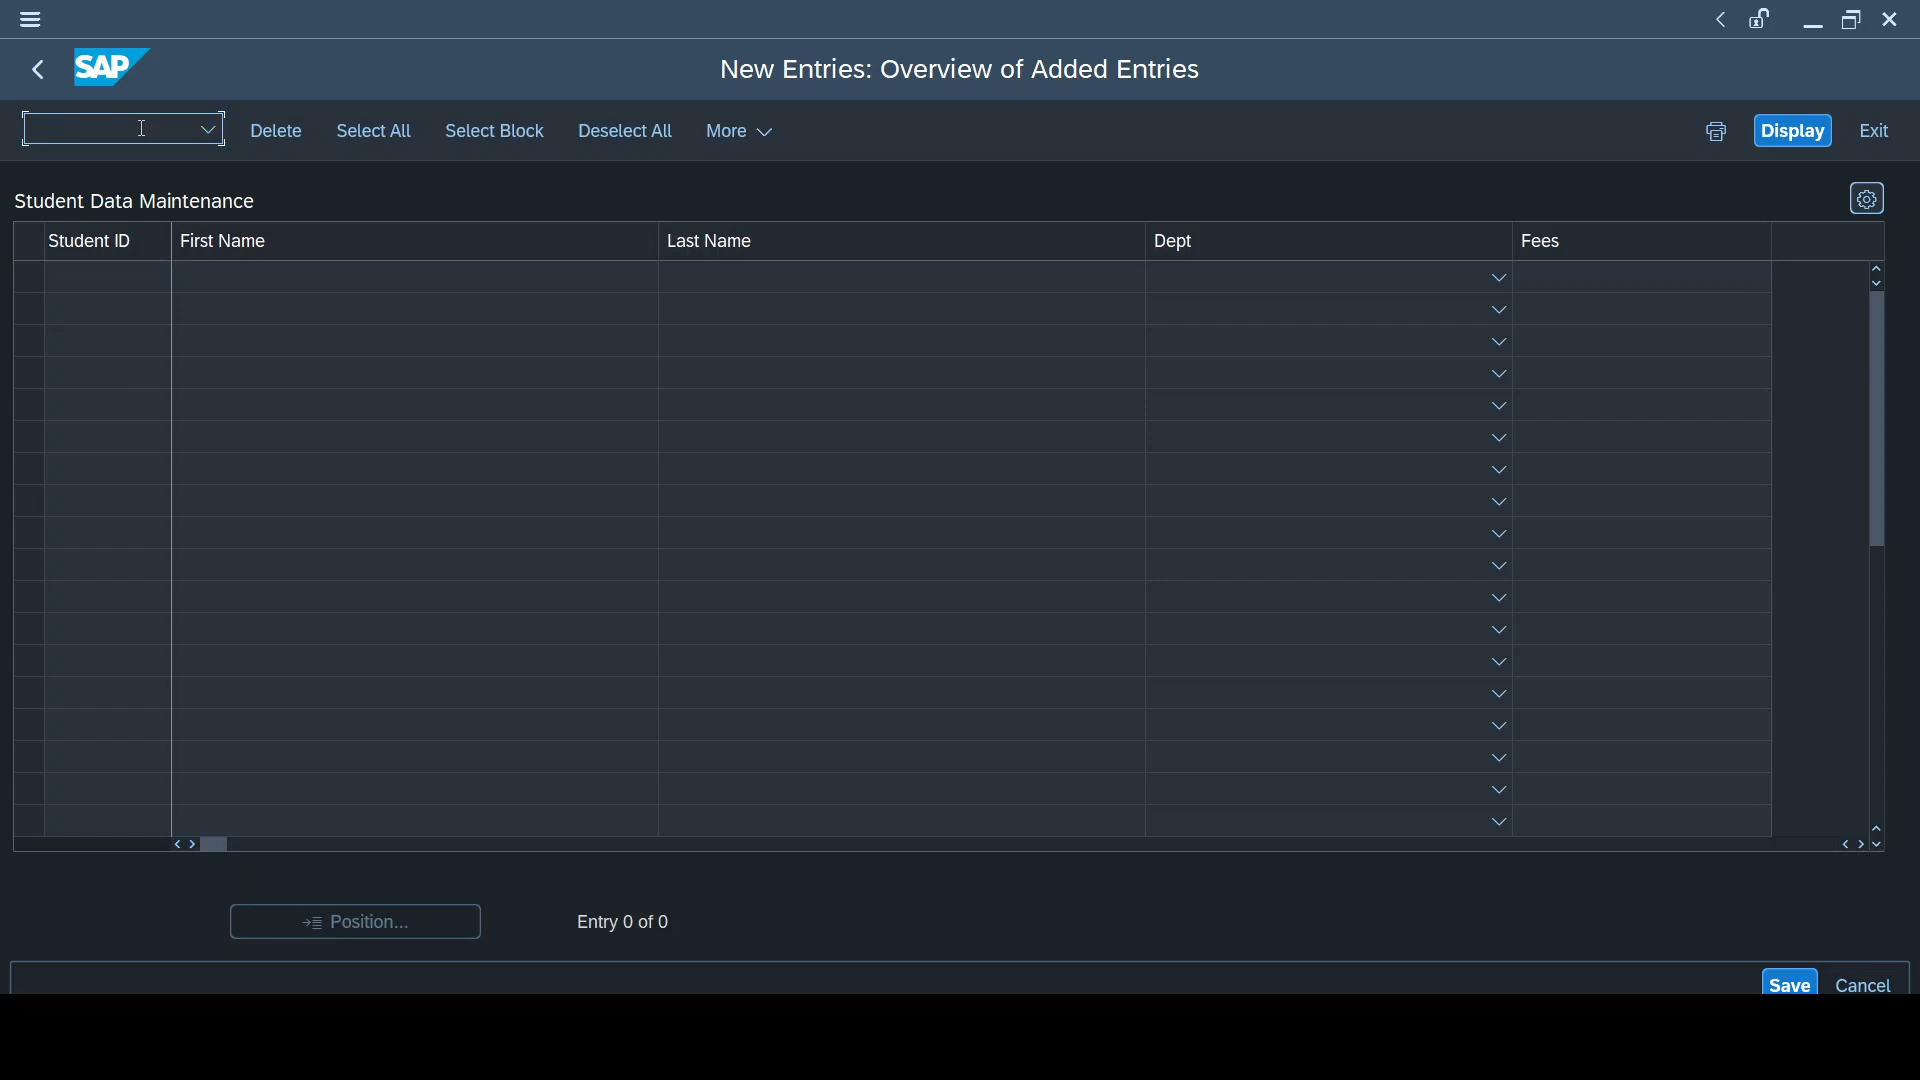 SAP
New Entries: Overview of Added Entries
Delete Select All Select Block Deselect All More Display Exit
Student Data Maintenance
Student ID First Name Last Name Dept Fees
Position... Entry 0 of 0
Save Cancel